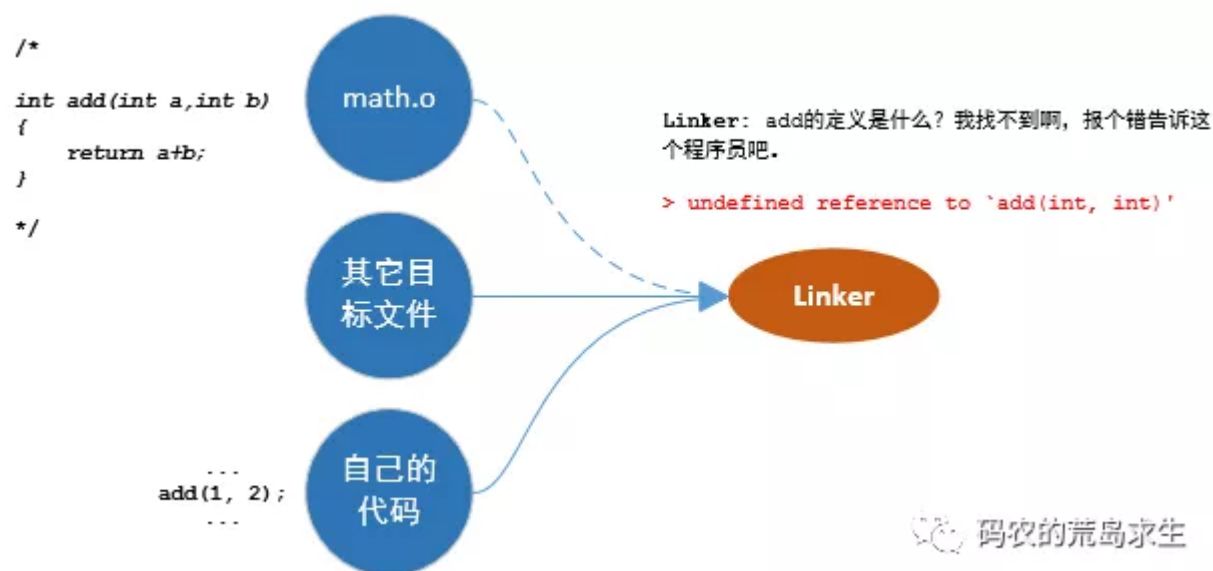 /*
int add(int a,int b)
{
    return a+b;
}
*/
math.o
Linker: add的定义是什么？我找不到啊，报个错告诉这
个程序员吧.
> undefined reference to `add(int, int)'
其它目
标文件
Linker
...
add(1, 2);
...
自己的
代码
码农的荒岛求生